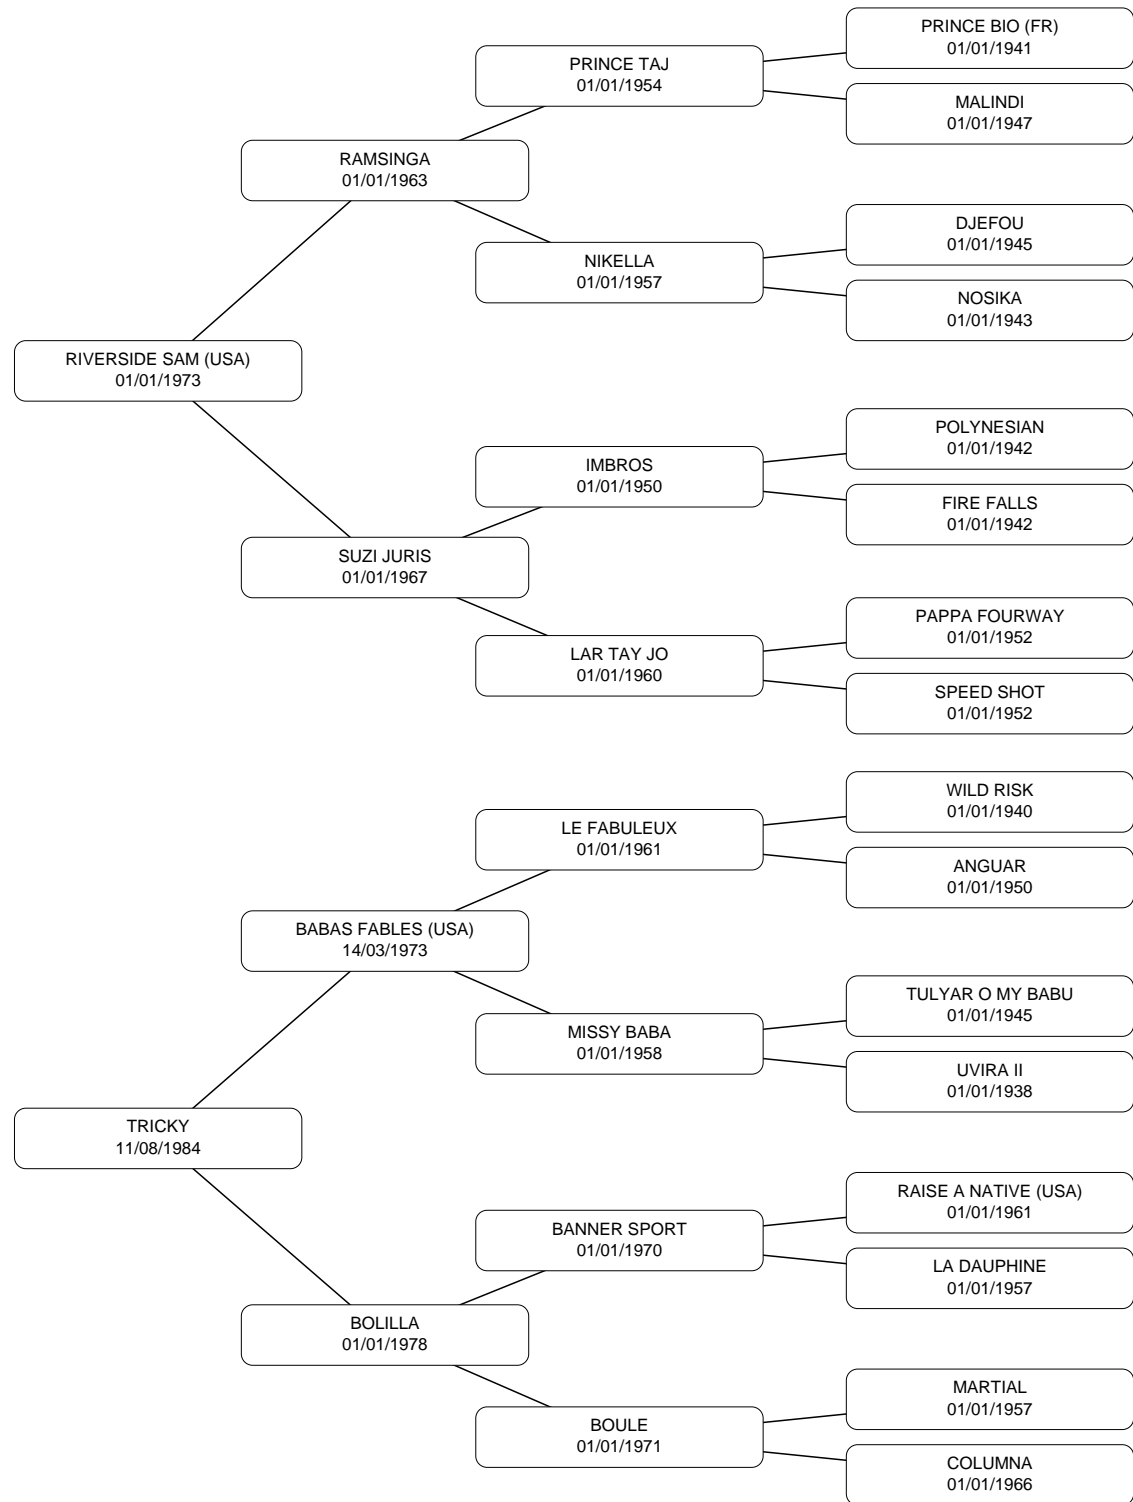 PRINCE BIO (FR)
01/01/1941
PRINCE TAJ
01/01/1954
MALINDI
01/01/1947
RAMSINGA
01/01/1963
DJEFOU
01/01/1945
NIKELLA
01/01/1957
NOSIKA
01/01/1943
RIVERSIDE SAM (USA)
01/01/1973
POLYNESIAN
01/01/1942
IMBROS
01/01/1950
FIRE FALLS
01/01/1942
SUZI JURIS
01/01/1967
PAPPA FOURWAY
01/01/1952
LAR TAY JO
01/01/1960
SPEED SHOT
01/01/1952
WILD RISK
01/01/1940
LE FABULEUX
01/01/1961
ANGUAR
01/01/1950
BABAS FABLES (USA)
14/03/1973
TULYAR O MY BABU
01/01/1945
MISSY BABA
01/01/1958
UVIRA II
01/01/1938
TRICKY
11/08/1984
RAISE A NATIVE (USA)
01/01/1961
BANNER SPORT
01/01/1970
LA DAUPHINE
01/01/1957
BOLILLA
01/01/1978
MARTIAL
01/01/1957
BOULE
01/01/1971
COLUMNA
01/01/1966